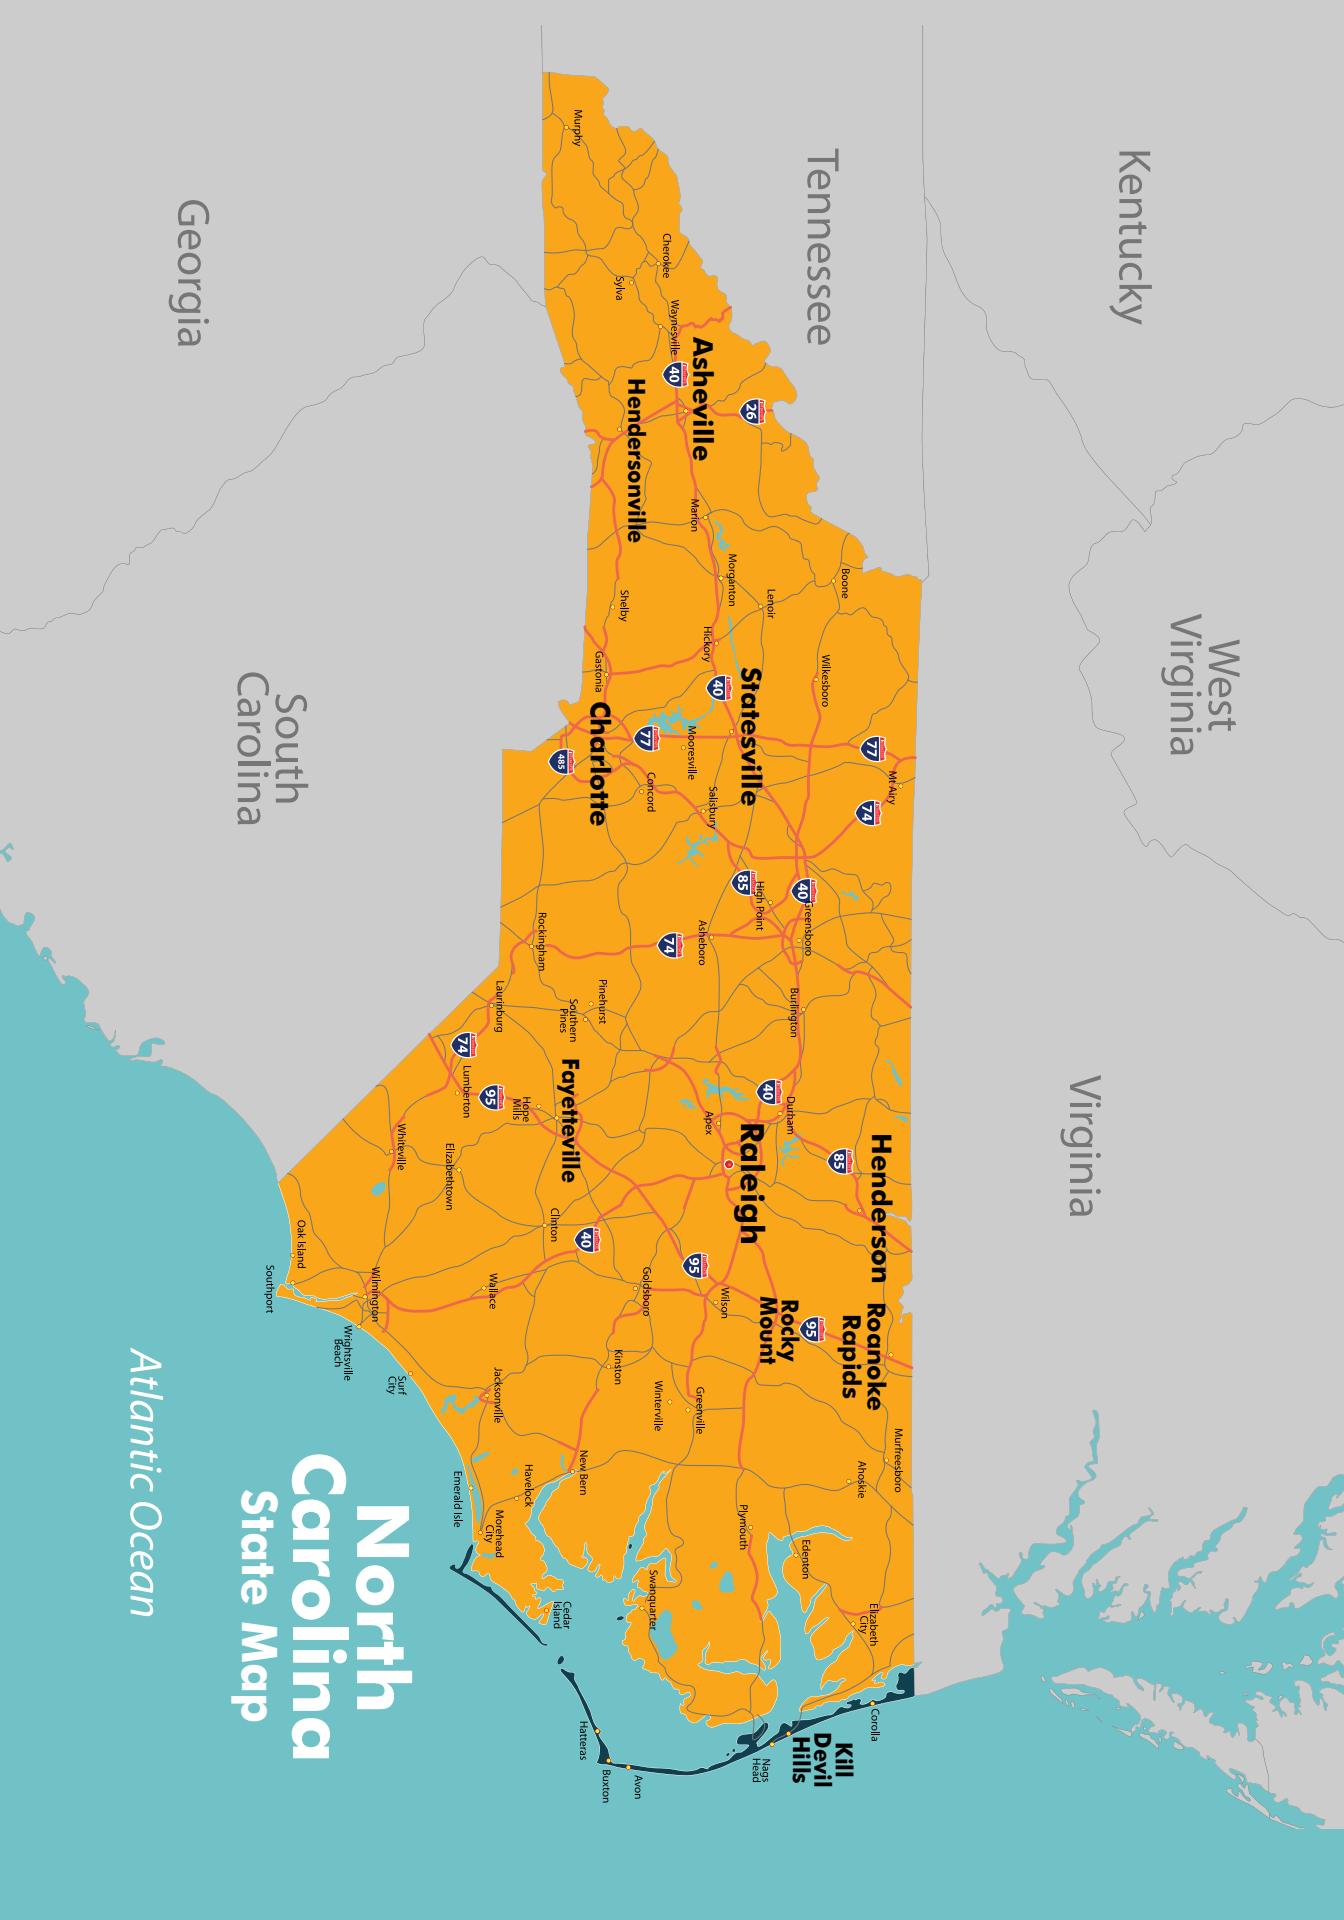 Kentucky
West
Virginia
Virginia
Tennessee
Georgia
South
Carolina
Atlantic Ocean
North
Carolina
State Map
Murphy
Cherokee
Sylva
Waynesville
Asheville
Hendersonville
40
26
Marion
Morganton
Lenoir
Boone
Shelby
Hickory
Gastonia
Wilkesboro
Statesville
40
77
77
Charlotte
485
Mooresville
Concord
Salisbury
Mt Airy
74
85
High Point
40
Greensboro
Asheboro
74
Rockingham
Burlington
Pinehurst
Southern
Pines
Laurinburg
74
Lumberton
95
Hope
Mills
Fayetteville
40
Durham
Apex
Raleigh
85
Henderson
Whiteville
Elizabethtown
Clinton
40
95
Wilson
Goldsboro
Wallace
Oak Island
Southport
Wilmington
Wrightsville
Beach
Surf
City
Rocky
Mount
95
Roanoke
Rapids
Kinston
Winterville
Greenville
Jacksonville
Murfreesboro
Ahoskie
New Bern
Havelock
Emerald Isle
Morehead
City
Plymouth
Edenton
Swanquarter
Cedar
Island
Elizabeth
City
Corolla
Kill
Devil
Hills
Nags
Head
Hatteras
Buxton
Avon